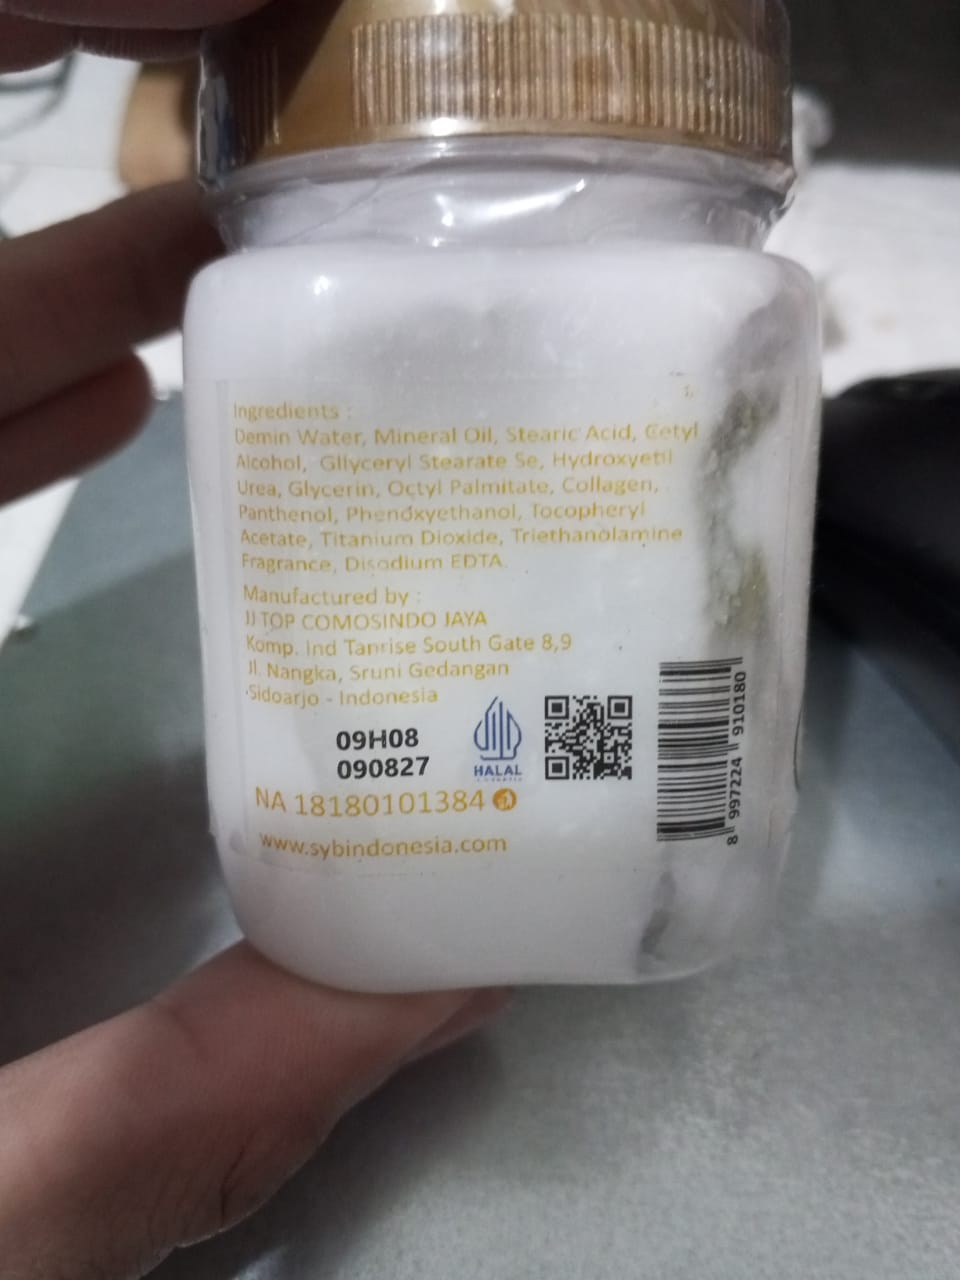 Ingredients :
Demin Water, Mineral Oil, Stearic Acid, Cetyl
Alcohol, Gllyceryl Stearate Se, Hydroxyetil
Urea, Glycerin, Octyl Palmitate, Collagen,
Panthenol, Phenoxyethanol, Tocopheryl
Acetate, Titanium Dioxide, Triethanolamine
Fragrance, Disodium EDTA.
Manufactured by :
JJ TOP COMOSINDO JAYA
Komp. Ind Tanrise South Gate 8,9
Jl. Nangka, Sruni Gedangan
Sidoarjo - Indonesia
09H08
090827
HALAL
NA 18180101384
www.sybindonesia.com
8 997224 910180